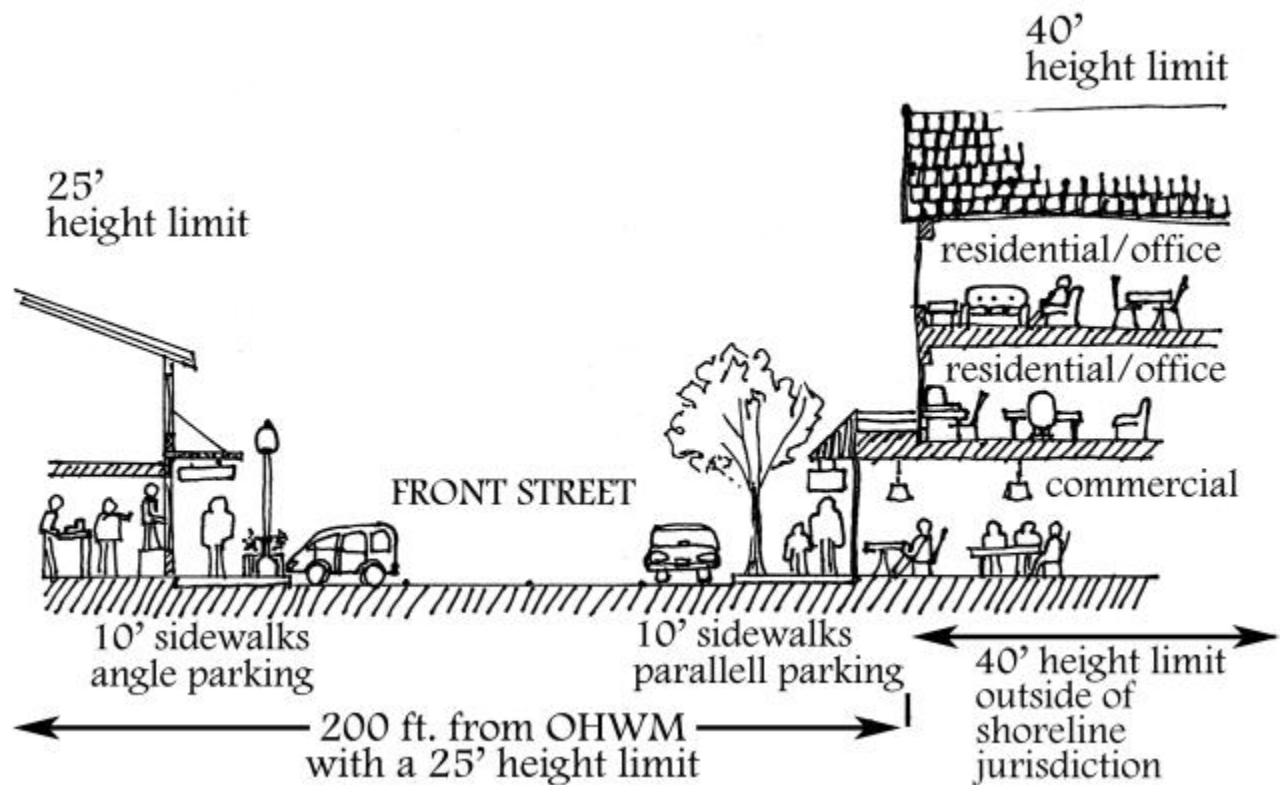 40’
height limit
25’
height limit
residential/office
residential/office
commercial
FRONT STREET
10’ sidewalks
angle parking
10’ sidewalks
parallell parking
40’ height limit
outside of
shoreline
jurisdiction
200 ft. from OHWM
with a 25’ height limit